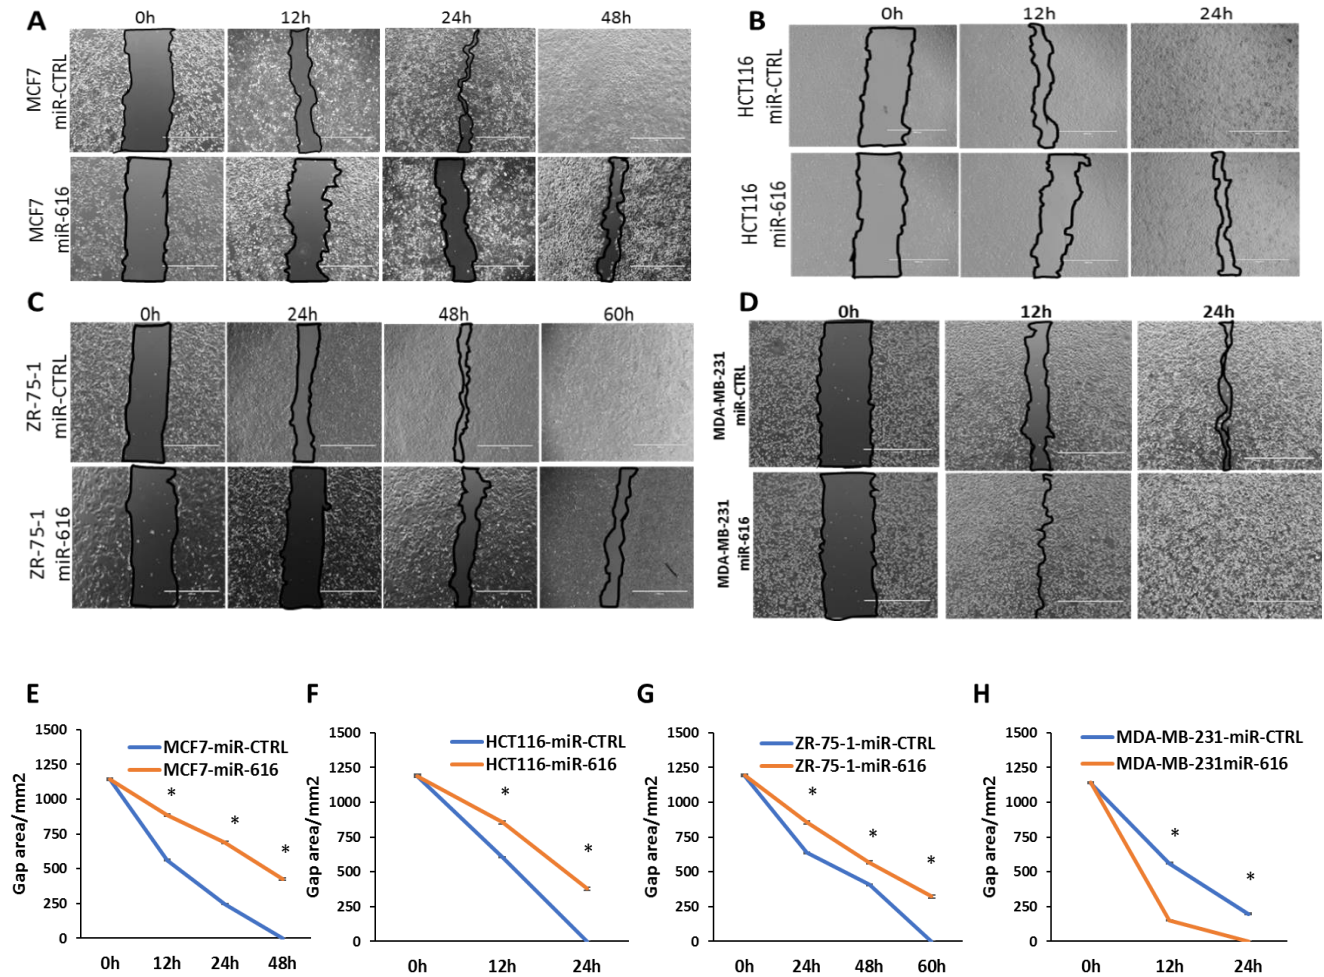 A
0h 12h 24h 48h
MCF7
miR-CTRL
MCF7
miR-616
B
0h 12h 24h
HCT116
miR-CTRL
HCT116
miR-616
C
0h 24h 48h 60h
ZR-75-1
miR-CTRL
ZR-75-1
miR-616
D
0h 12h 24h
MDA-MB-231
miR-CTRL
MDA-MB-231
miR-616
E
Gap area/mm2
1500
1250
1000
750
500
250
0
MCF7-miR-CTRL
MCF7-miR-616
* * *
0h 12h 24h 48h
F
Gap area/mm2
1500
1250
1000
750
500
250
0
HCT116-miR-CTRL
HCT116-miR-616
* *
0h 12h 24h
G
Gap area/mm2
1500
1250
1000
750
500
250
0
ZR-75-1-miR-CTRL
ZR-75-1-miR-616
* * *
0h 24h 48h 60h
H
Gap area/mm2
1500
1250
1000
750
500
250
0
MDA-MB-231-miR-CTRL
MDA-MB-231miR-616
* *
0h 12h 24h